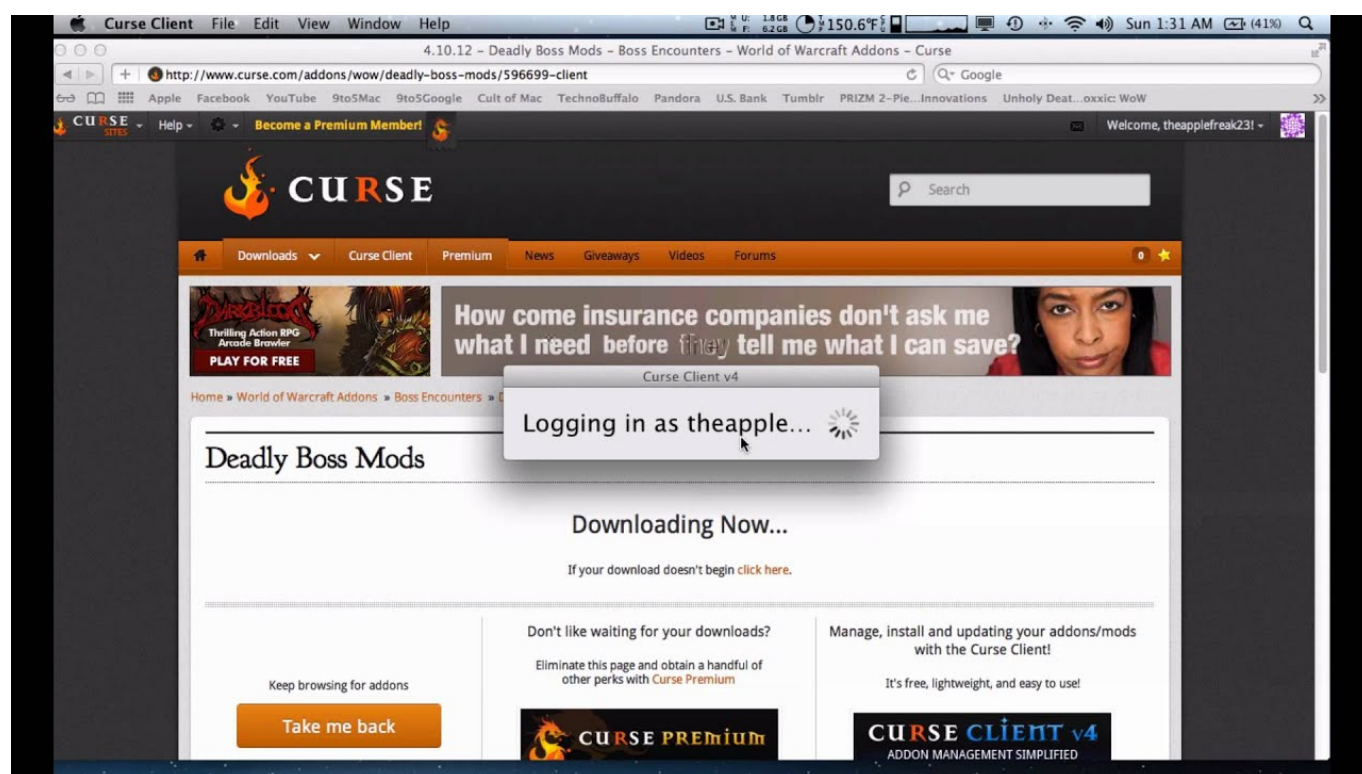 Curse Client File Edit View Window Help
U: 1.8GB
F: 6.2GB
150.6°F
Sun 1:31 AM (41%)
4.10.12 – Deadly Boss Mods – Boss Encounters – World of Warcraft Addons – Curse
http://www.curse.com/addons/wow/deadly-boss-mods/596699-client
Google
Apple Facebook YouTube 9to5Mac 9to5Google Cult of Mac TechnoBuffalo Pandora U.S. Bank Tumblr PRIZM 2-Pie...Innovations Unholy Deat...oxxic: WoW
CURSE
SITES
Help
Become a Premium Member!
Welcome, theapplefreak23!
CURSE
Search
Downloads Curse Client Premium News Giveaways Videos Forums 0
DARKBLOOD
Thrilling Action RPG
Arcade Brawler
PLAY FOR FREE
How come insurance companies don't ask me
what I need before they tell me what I can save?
Curse Client v4
Home » World of Warcraft Addons » Boss Encounters »
Logging in as theapple...
Deadly Boss Mods
Downloading Now...
If your download doesn't begin click here.
Keep browsing for addons
Take me back
Don't like waiting for your downloads?
Eliminate this page and obtain a handful of
other perks with Curse Premium
CURSE PREMIUM
Manage, install and updating your addons/mods
with the Curse Client!
It's free, lightweight, and easy to use!
CURSE CLIENT v4
ADDON MANAGEMENT SIMPLIFIED